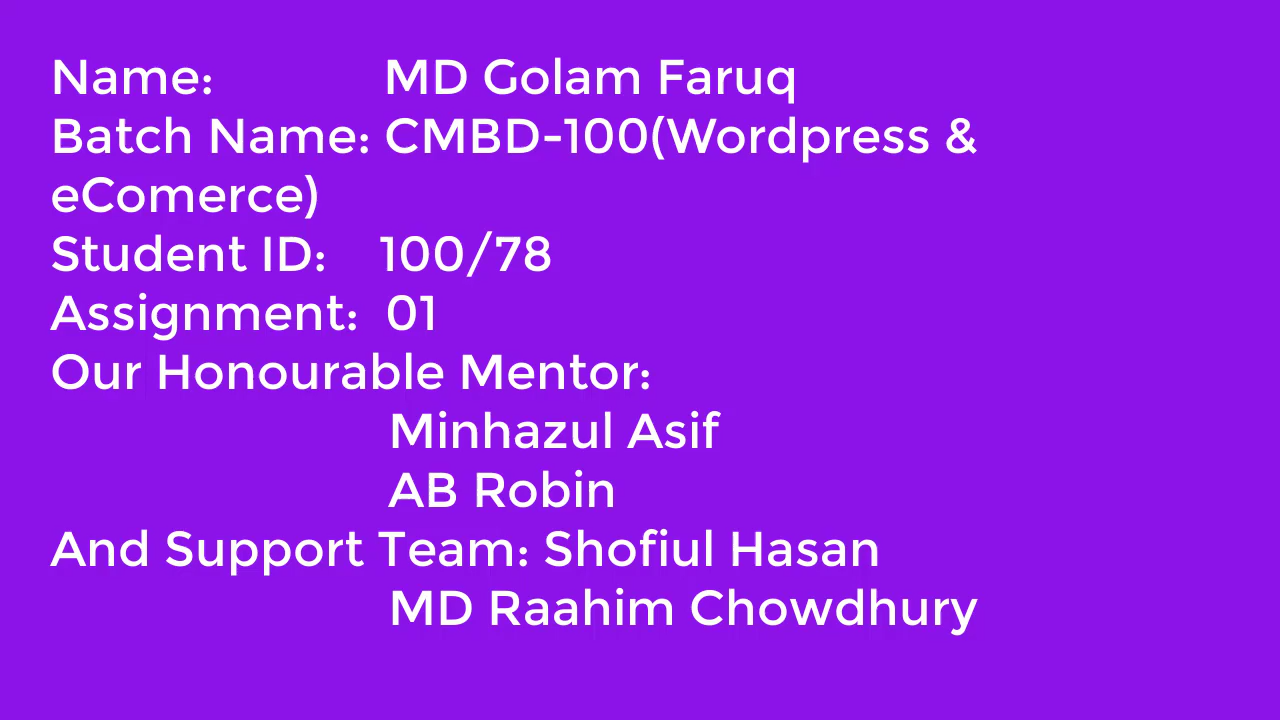 Name: MD Golam Faruq
Batch Name: CMBD-100(Wordpress &
eComerce)
Student ID: 100/78
Assignment: 01
Our Honourable Mentor:
Minhazul Asif
AB Robin
And Support Team: Shofiul Hasan
MD Raahim Chowdhury